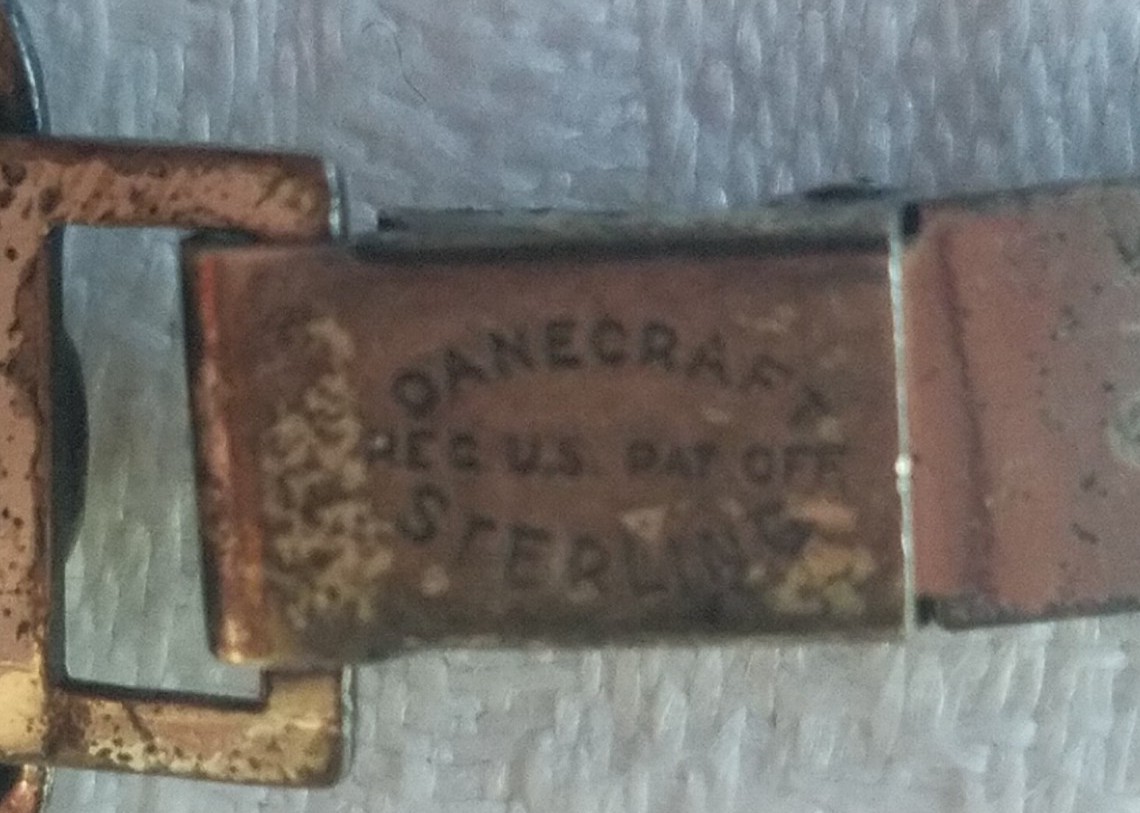 DANECRAFT
REG U.S. PAT OFF.
STERLING